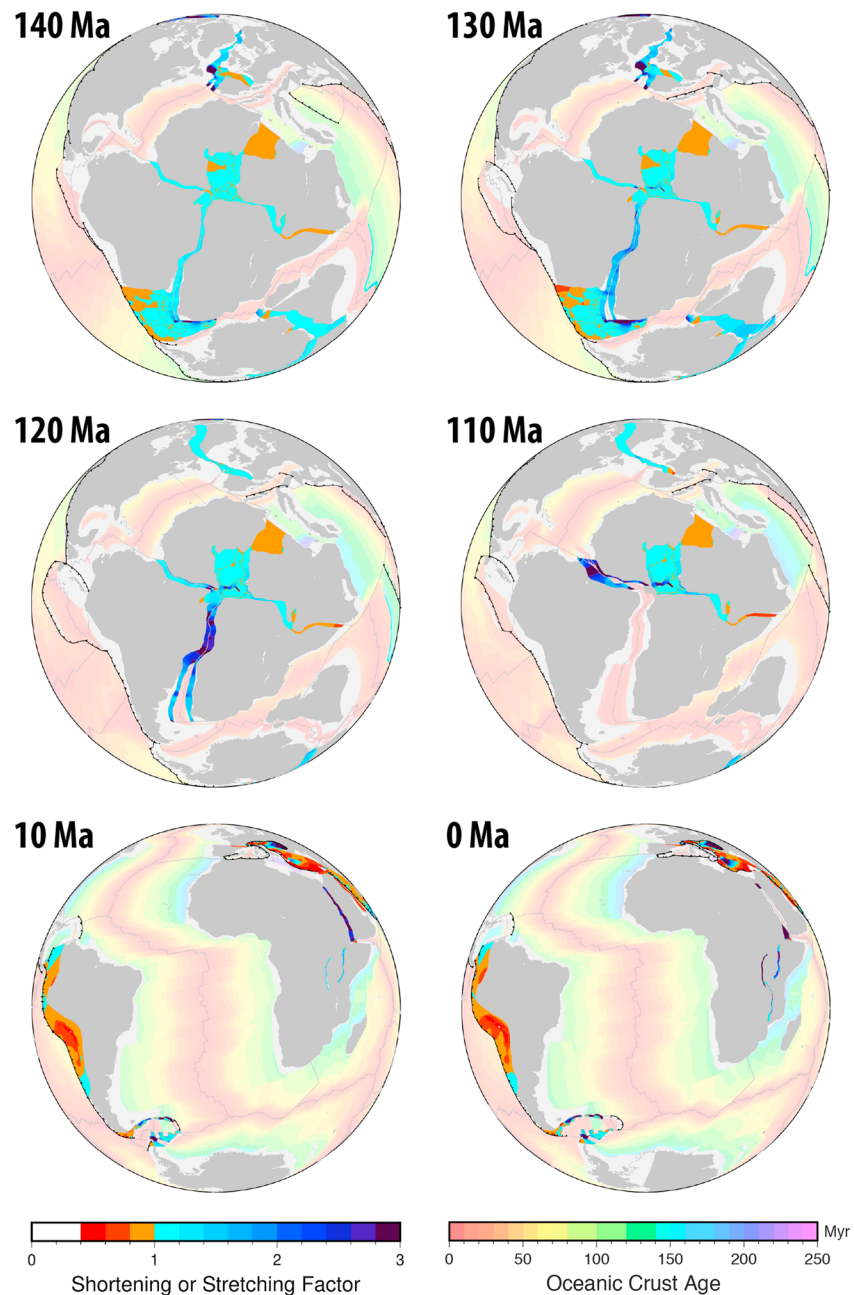 140 Ma
130 Ma
120 Ma
110 Ma
10 Ma
0 Ma
0 1 2 3
Shortening or Stretching Factor
0 50 100 150 200 250 Myr
Oceanic Crust Age